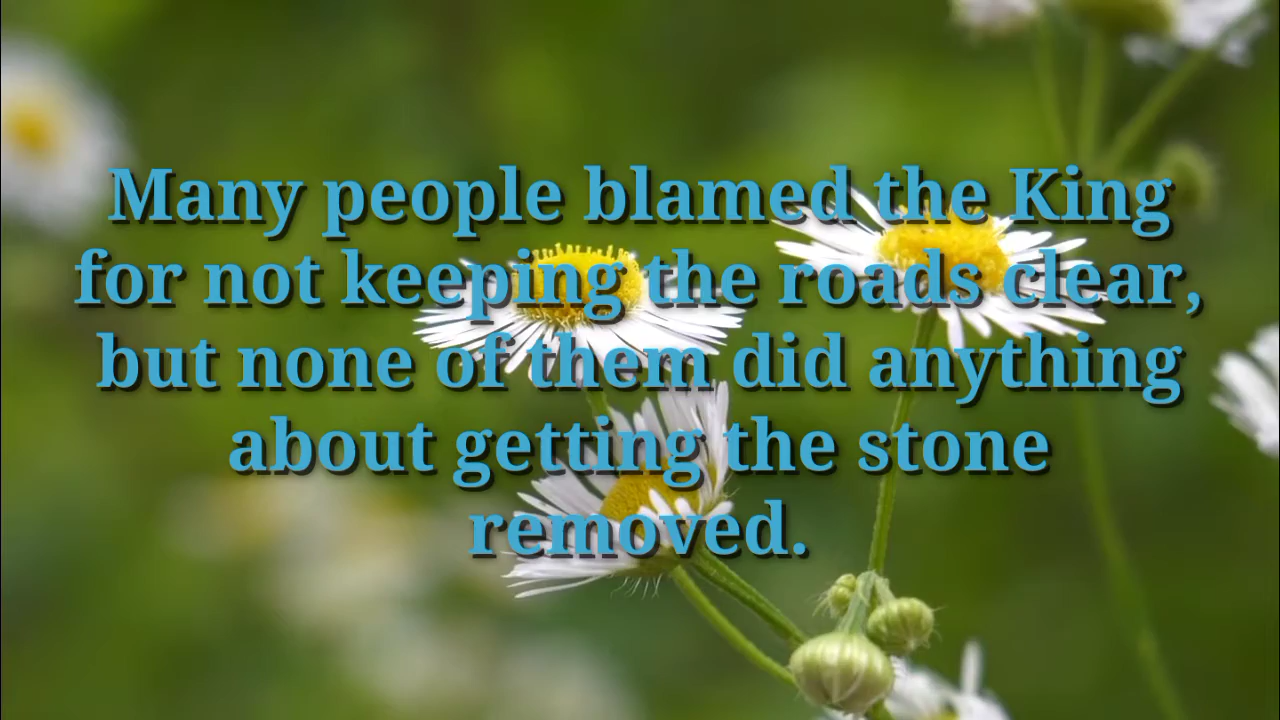 Many people blamed the King
for not keeping the roads clear,
but none of them did anything
about getting the stone
removed.